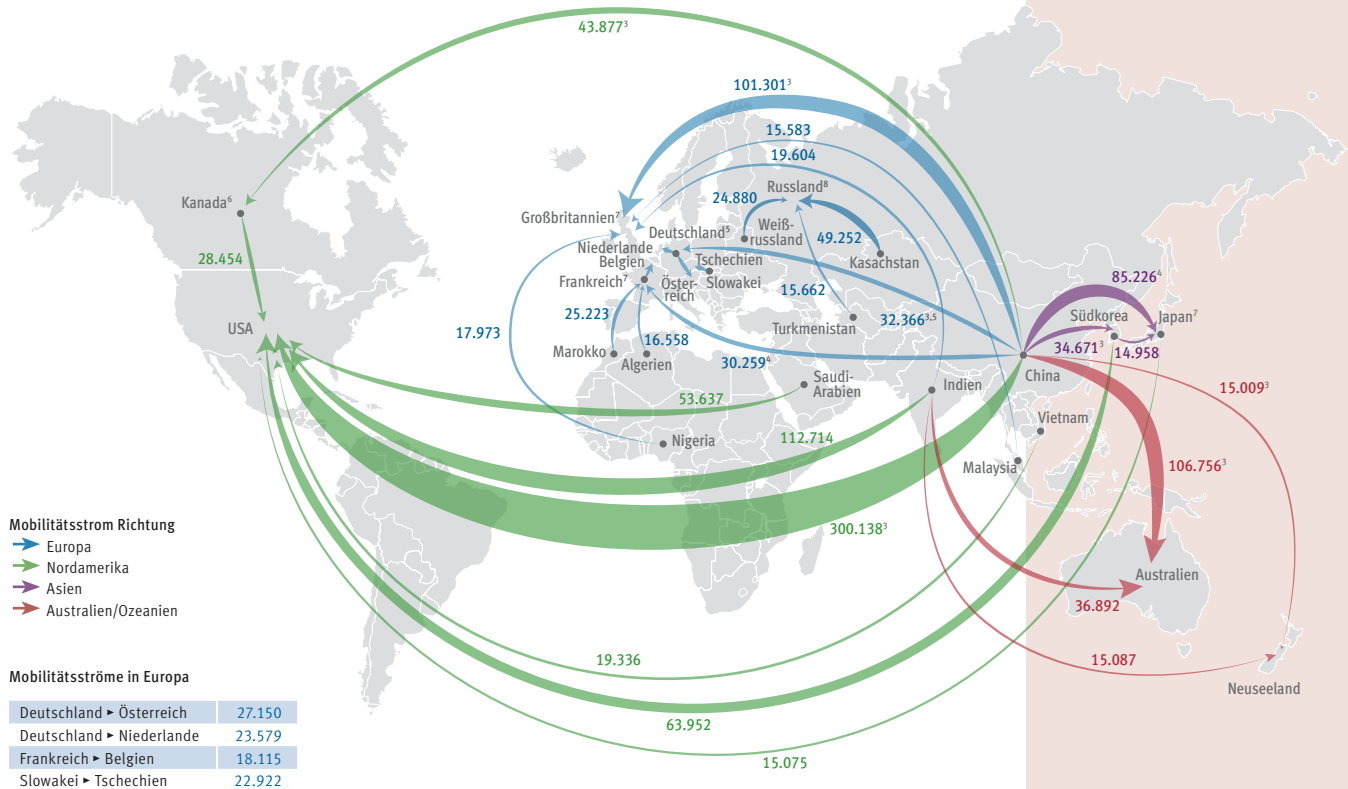 43.877³
101.301³
15.583
19.604
Kanada⁶
Russland⁸
24.880
Großbritannien⁷
Deutschland⁵
Weiß-
russland
49.252
Niederlande
Belgien
Tschechien
Kasachstan
28.454
Frankreich⁷
Öster-
reich
Slowakei
15.662
85.226⁴
USA
17.973
25.223
Turkmenistan
32.366³,⁵
Südkorea
Japan⁷
16.558
34.671³
14.958
Marokko
Algerien
30.259⁴
China
Saudi-
Arabien
Indien
15.009³
53.637
Vietnam
Nigeria
112.714
Malaysia
106.756³
300.138³
Mobilitätsstrom Richtung
Europa
Nordamerika
Asien
Australien/Ozeanien
Australien
36.892
19.336
15.087
Neuseeland
63.952
15.075
Mobilitätsströme in Europa
Deutschland ► Österreich 27.150
Deutschland ► Niederlande 23.579
Frankreich ► Belgien 18.115
Slowakei ► Tschechien 22.922